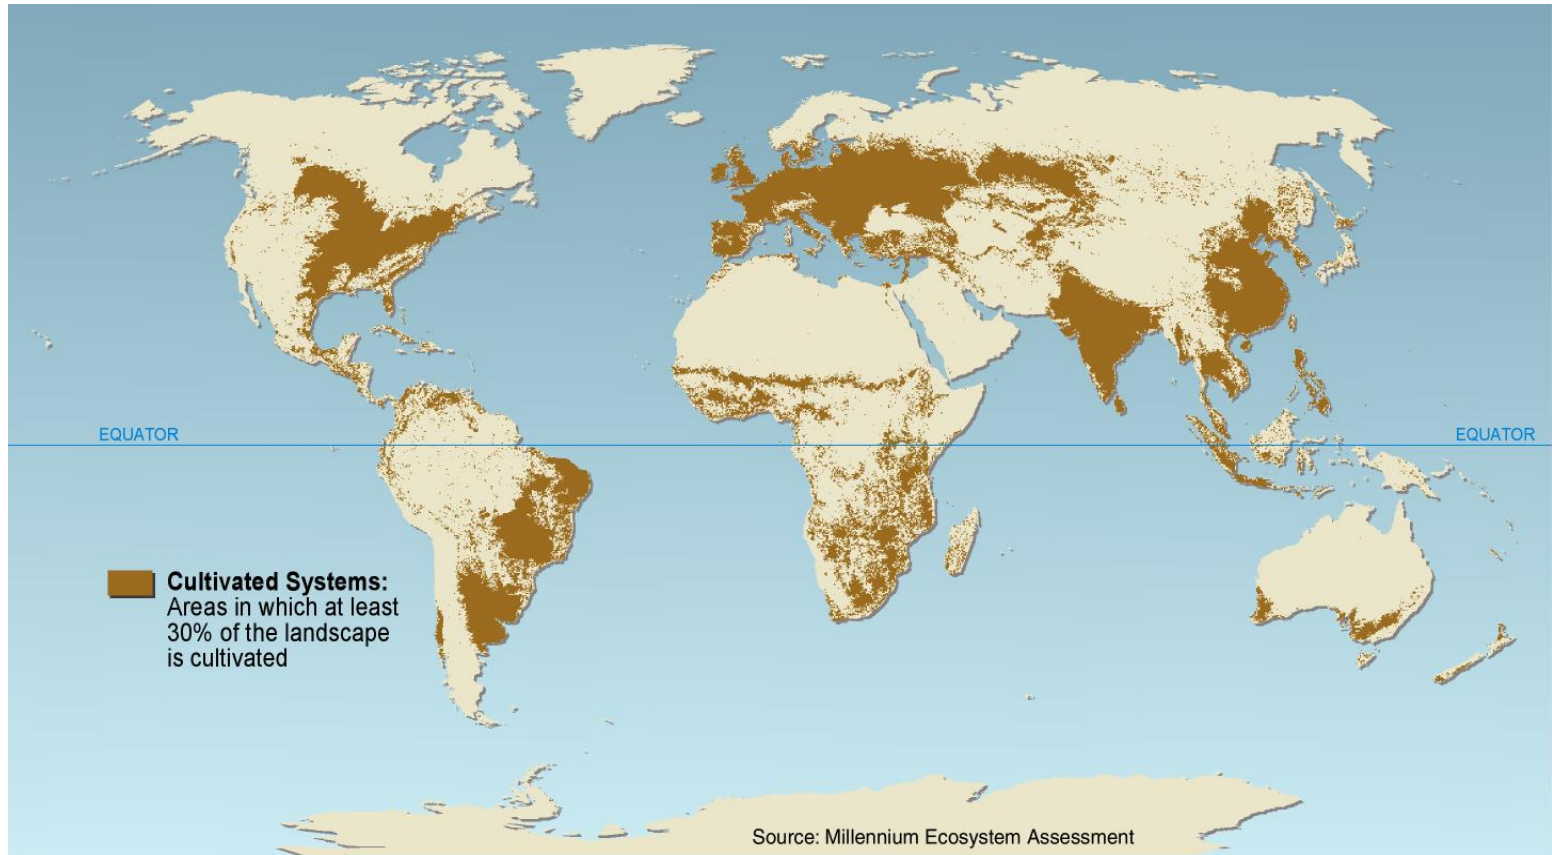 EQUATOR
EQUATOR
Cultivated Systems:
Areas in which at least
30% of the landscape
is cultivated
Source: Millennium Ecosystem Assessment